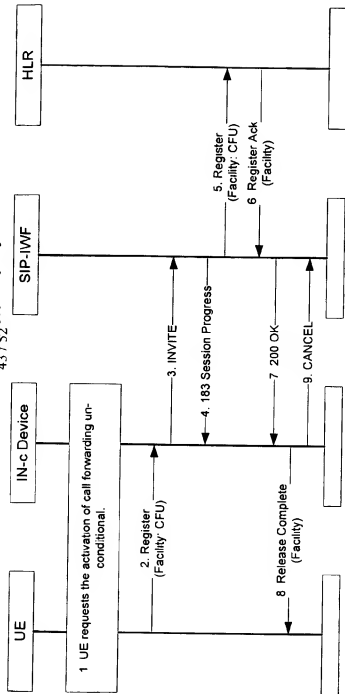 43 / 52
UE
IN-c Device
SIP-IWF
HLR
1 UE requests the activation of call forwarding un-
conditional.
2. Register
(Facility: CFU)
3. INVITE
4. 183 Session Progress
5. Register
(Facility: CFU)
6 Register Ack
(Facility)
7 200 OK
8 Release Complete
(Facility)
9. CANCEL